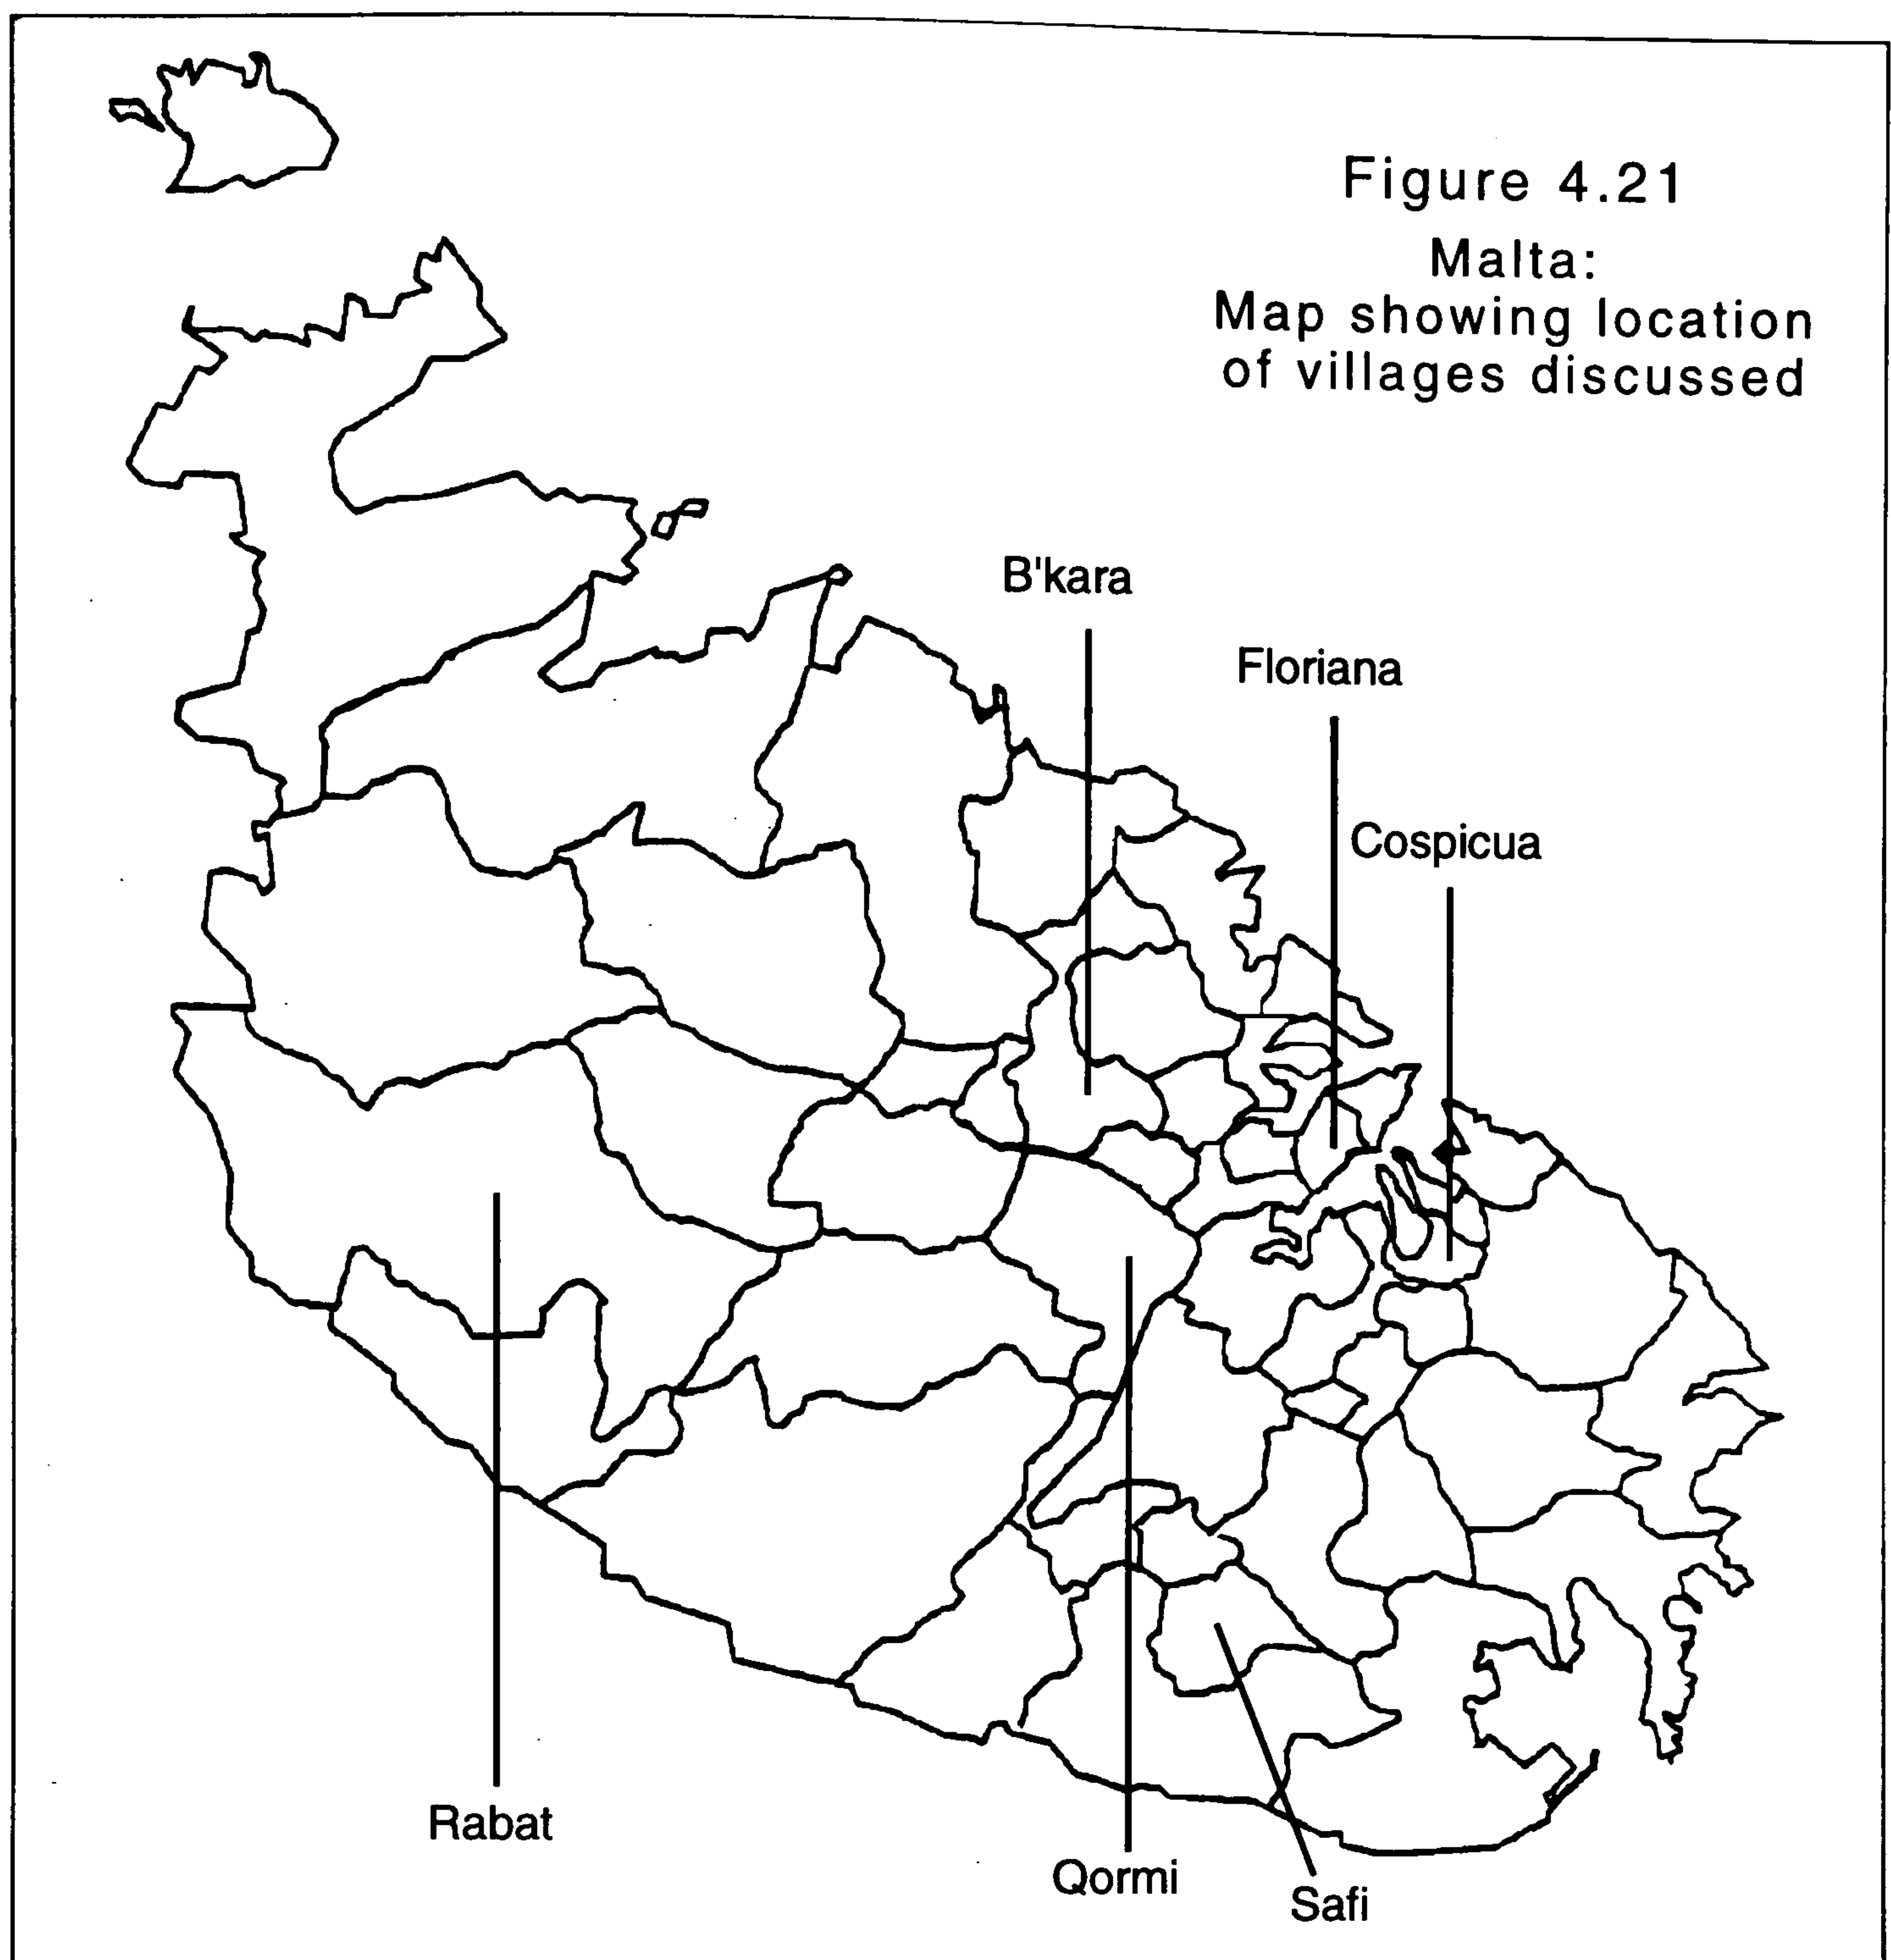 Figure 4.21
Malta:
Map showing location
of villages discussed
B'kara
Floriana
Cospicua
Rabat
Qormi
Safi